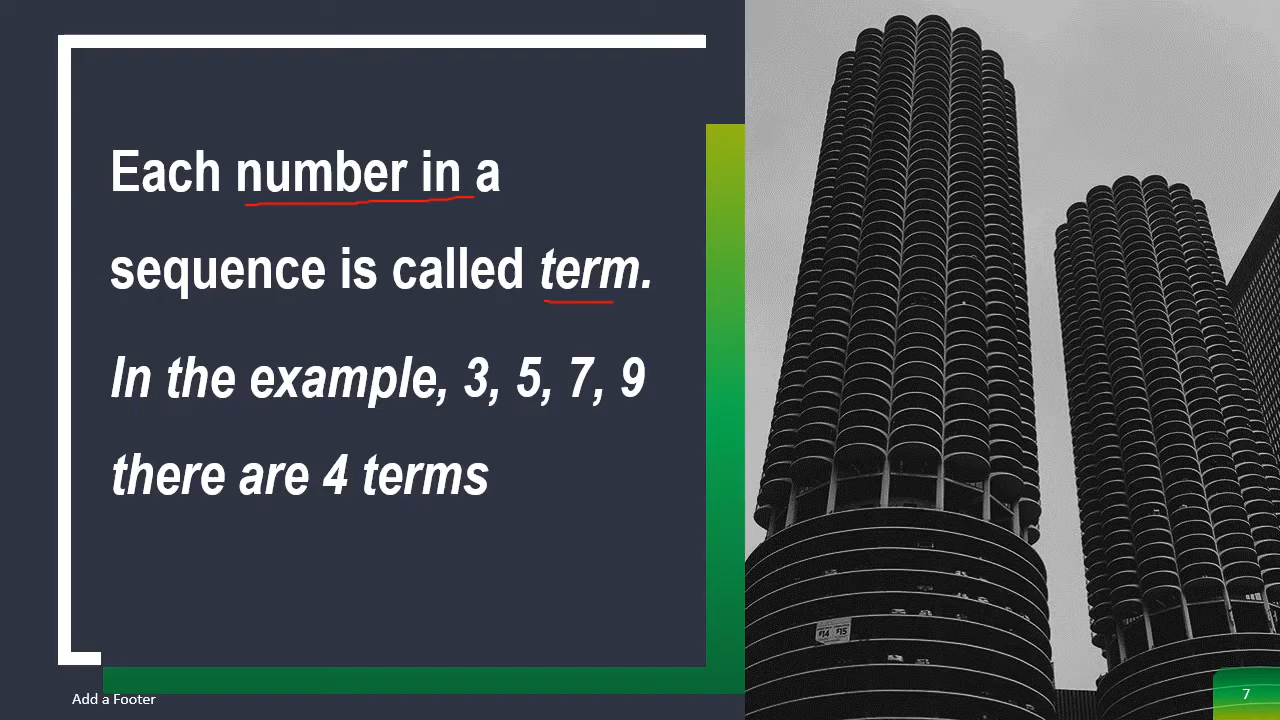 Each number in a
sequence is called term.
In the example, 3, 5, 7, 9
there are 4 terms
Add a Footer
7